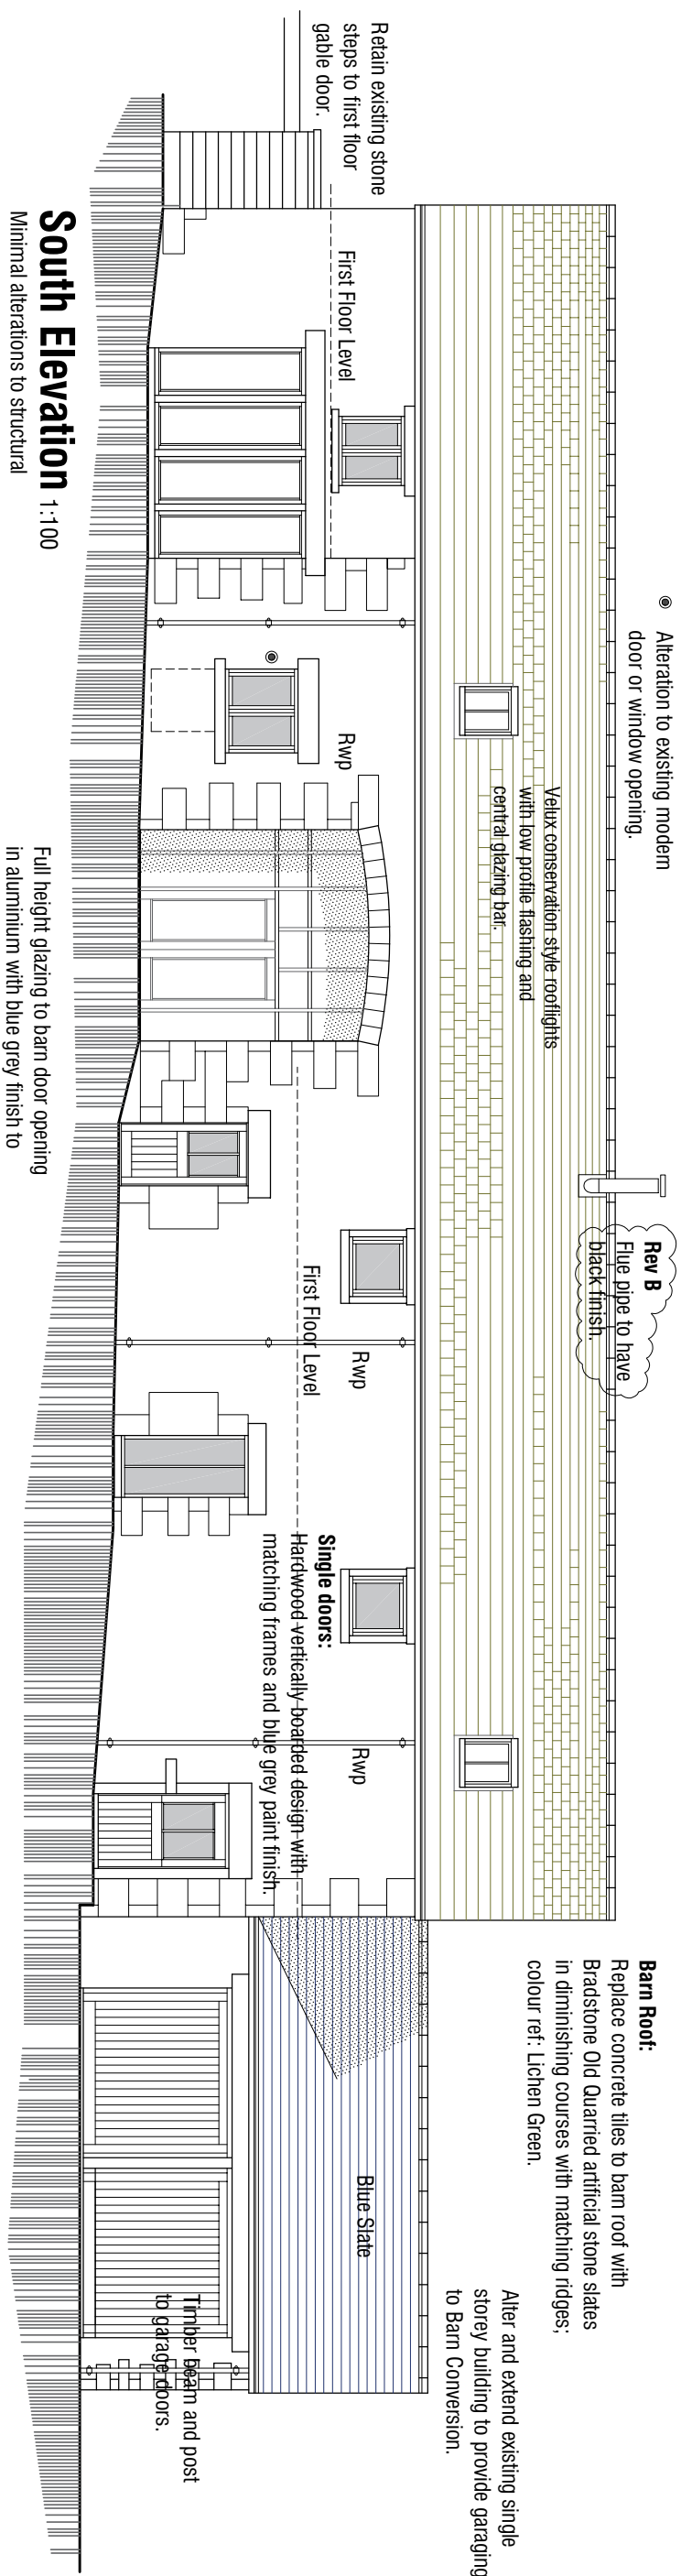 Retain existing stone
steps to first floor
gable door.
First Floor Level
South Elevation 1:100
Minimal alterations to structural
Alteration to existing modern
door or window opening.
Rwp
Velux conservation style rooflights
with low profile flashing and
central glazing bar.
Full height glazing to barn door opening
in aluminium with blue grey finish to
Rev B
Flue pipe to have
black finish.
First Floor Level
Rwp
Single doors:
Hardwood vertically boarded design with
matching frames and blue grey paint finish.
Rwp
Barn Roof:
Replace concrete tiles to barn roof with
Bradstone Old Quarried artificial stone slates
in diminishing courses with matching ridges;
colour ref: Lichen Green.
Blue Slate
Alter and extend existing single
storey building to provide garaging
to Barn Conversion.
Timber beam and post
to garage doors.